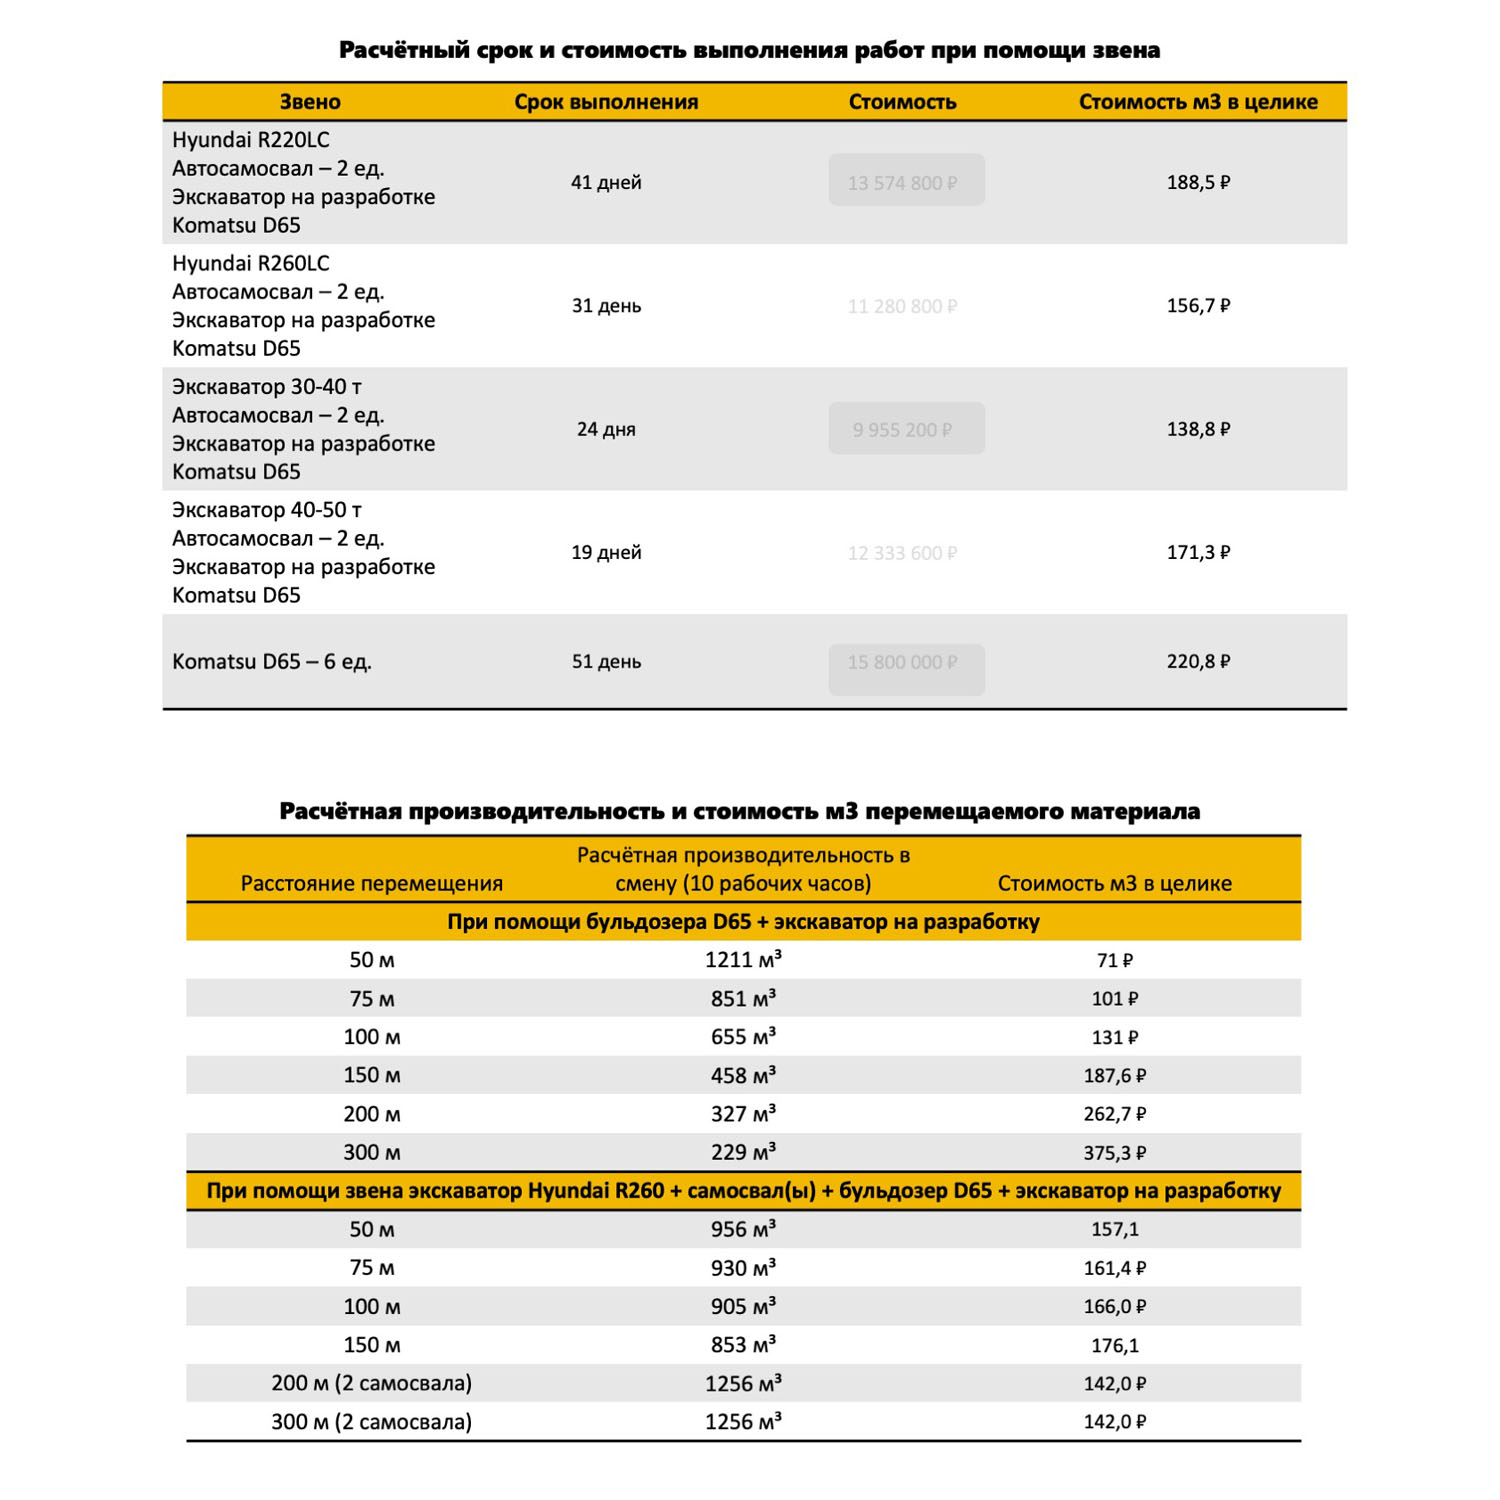 Расчётный срок и стоимость выполнения работ при помощи звена
Звено Срок выполнения Стоимость Стоимость м3 в целике
Hyundai R220LC
Автосамосвал – 2 ед.
Экскаватор на разработке
Komatsu D65
41 дней 13 574 800 ₽ 188,5 ₽
Hyundai R260LC
Автосамосвал – 2 ед.
Экскаватор на разработке
Komatsu D65
31 день 11 280 800 ₽ 156,7 ₽
Экскаватор 30-40 т
Автосамосвал – 2 ед.
Экскаватор на разработке
Komatsu D65
24 дня 9 955 200 ₽ 138,8 ₽
Экскаватор 40-50 т
Автосамосвал – 2 ед.
Экскаватор на разработке
Komatsu D65
19 дней 12 333 600 ₽ 171,3 ₽
Komatsu D65 – 6 ед. 51 день 15 800 000 ₽ 220,8 ₽
Расчётная производительность и стоимость м3 перемещаемого материала
Расстояние перемещения
Расчётная производительность в
смену (10 рабочих часов)
Стоимость м3 в целике
При помощи бульдозера D65 + экскаватор на разработку
50 м 1211 м³ 71 ₽
75 м 851 м³ 101 ₽
100 м 655 м³ 131 ₽
150 м 458 м³ 187,6 ₽
200 м 327 м³ 262,7 ₽
300 м 229 м³ 375,3 ₽
При помощи звена экскаватор Hyundai R260 + самосвал(ы) + бульдозер D65 + экскаватор на разработку
50 м 956 м³ 157,1
75 м 930 м³ 161,4 ₽
100 м 905 м³ 166,0 ₽
150 м 853 м³ 176,1
200 м (2 самосвала) 1256 м³ 142,0 ₽
300 м (2 самосвала) 1256 м³ 142,0 ₽